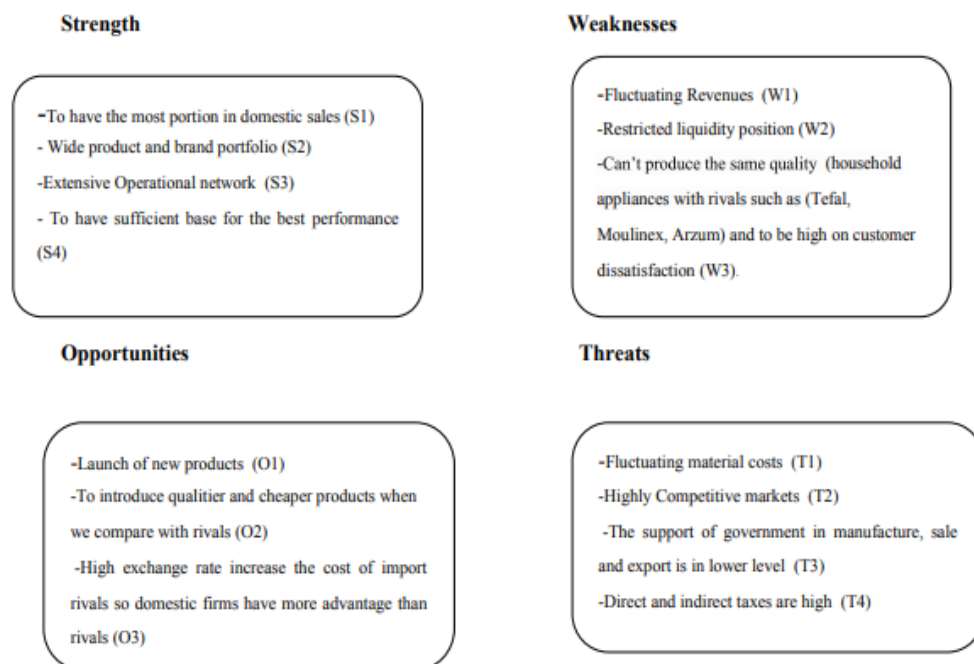 Strength
-To have the most portion in domestic sales (S1)
- Wide product and brand portfolio (S2)
-Extensive Operational network (S3)
- To have sufficient base for the best performance
(S4)
Weaknesses
-Fluctuating Revenues (W1)
-Restricted liquidity position (W2)
-Can't produce the same quality (household
appliances with rivals such as (Tefal,
Moulinex, Arzum) and to be high on customer
dissatisfaction (W3).
Opportunities
-Launch of new products (O1)
-To introduce qualitier and cheaper products when
we compare with rivals (O2)
-High exchange rate increase the cost of import
rivals so domestic firms have more advantage than
rivals (O3)
Threats
-Fluctuating material costs (T1)
-Highly Competitive markets (T2)
-The support of government in manufacture, sale
and export is in lower level (T3)
-Direct and indirect taxes are high (T4)